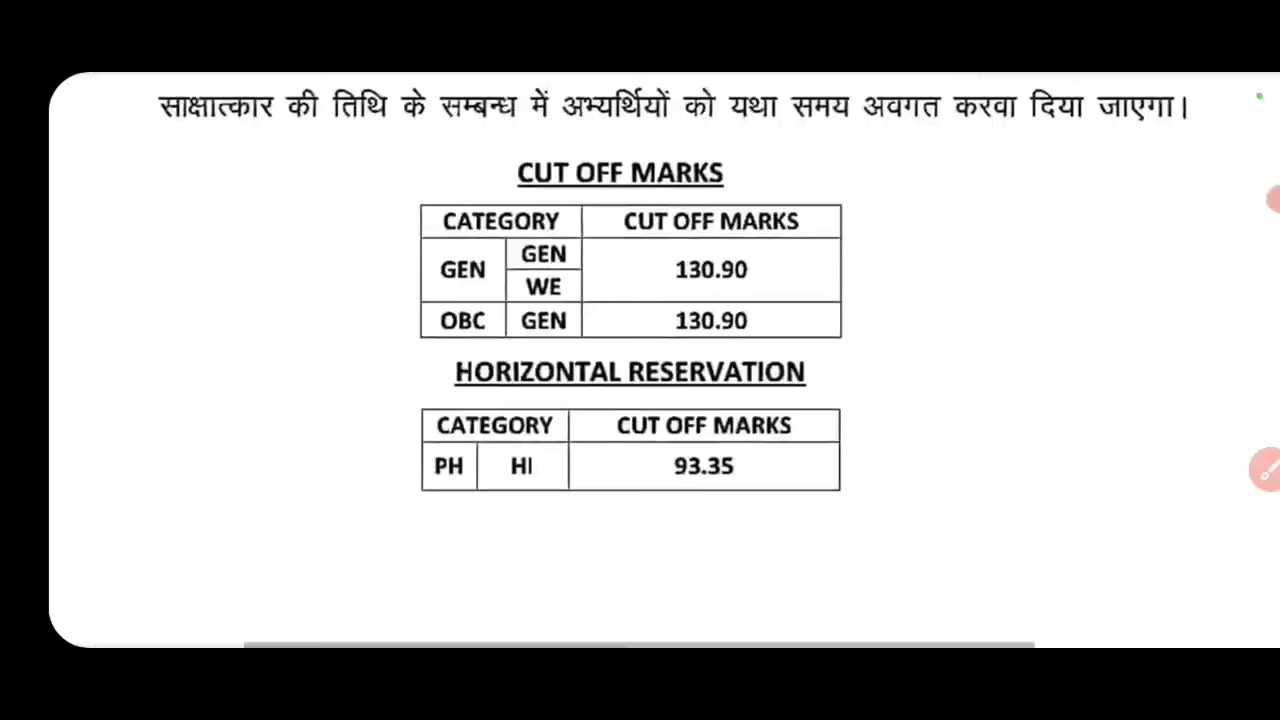 साक्षात्कार की तिथि के सम्बन्ध में अभ्यर्थियों को यथा समय अवगत करवा दिया जाएगा।
CUT OFF MARKS
CATEGORY CUT OFF MARKS
GEN GEN 130.90
WE
OBC GEN 130.90
HORIZONTAL RESERVATION
CATEGORY CUT OFF MARKS
PH HI 93.35